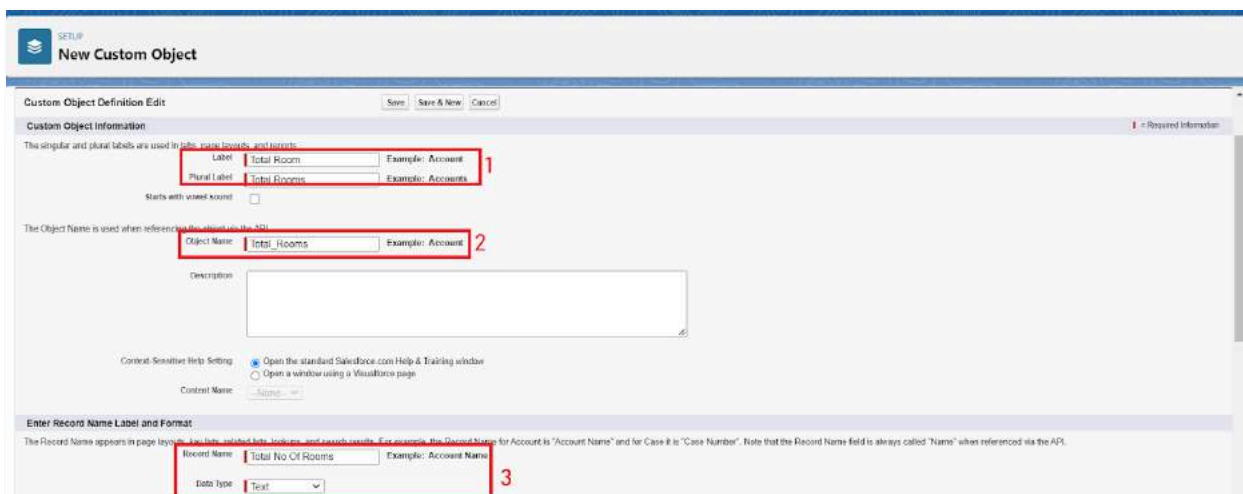 SETUP
New Custom Object
Custom Object Definition Edit Save Save & New Cancel
Custom Object Information = Required Information
The singular and plural labels are used in tabs, page layouts, and reports.
Label Total Room Example: Account
1
Plural Label Total Rooms Example: Accounts
Starts with vowel sound
The Object Name is used when referencing the object via the API.
Object Name Total_Rooms Example: Account 2
Description
Context-Sensitive Help Setting Open the standard Salesforce.com Help & Training window
Open a window using a Visualforce page
Content Name --None--
Enter Record Name Label and Format
The Record Name appears in page layouts, key lists, related lists, lookups, and search results. For example, the Record Name for Account is "Account Name" and for Case it is "Case Number". Note that the Record Name field is always called "Name" when referenced via the API.
Record Name Total No Of Rooms Example: Account Name
3
Data Type Text